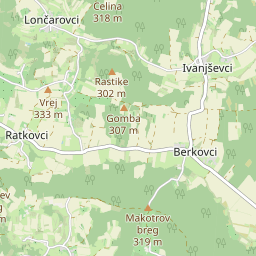 Celina
318 m
Lončarovci
Ivanjševci
Rastike
302 m
Vrej
333 m
Gomba
307 m
Ratkovci
Berkovci
Makotrov
breg
319 m